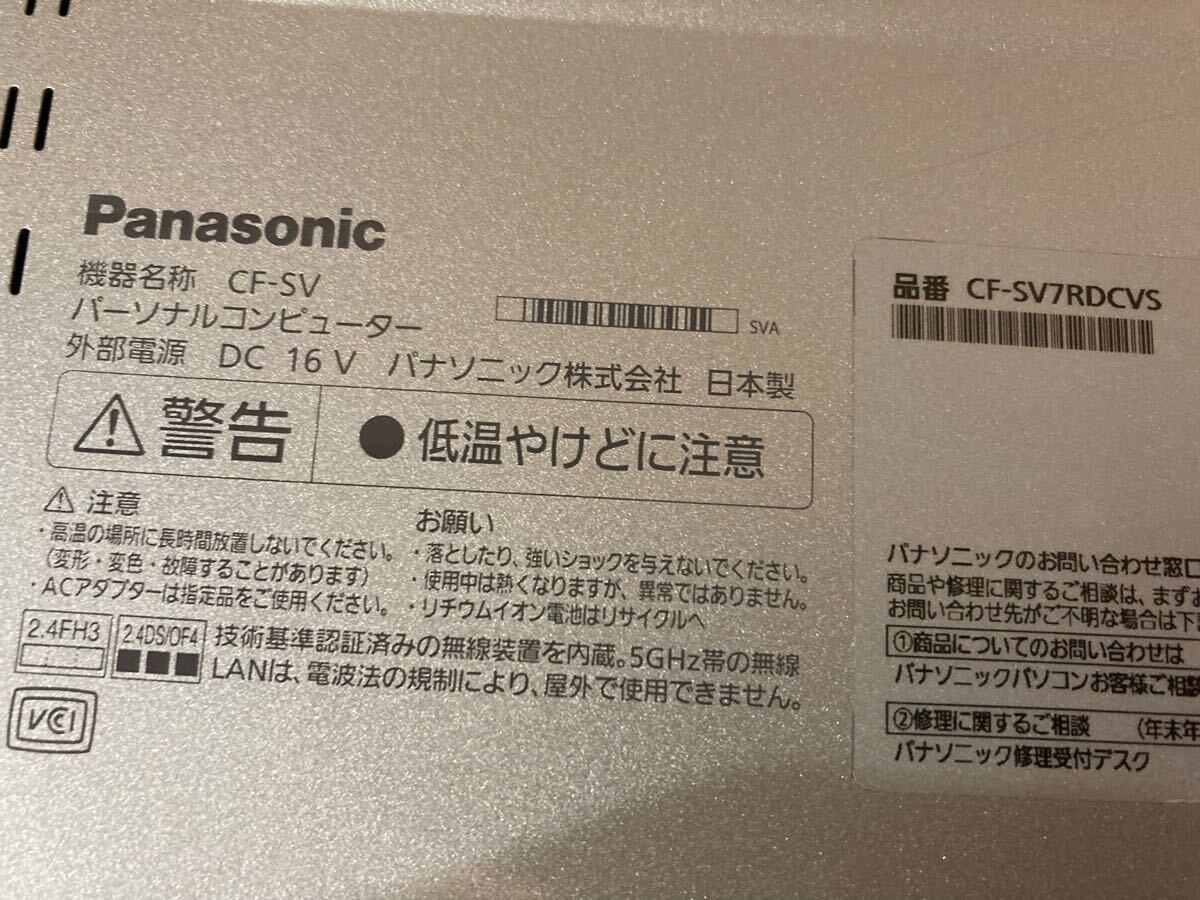 Panasonic
機器名称 CF-SV
パーソナルコンピューター
SVA
外部電源 DC 16 V パナソニック株式会社 日本製
警告 ●低温やけどに注意
注意
・高温の場所に長時間放置しないでください。
(変形・変色・故障することがあります)
・ACアダプターは指定品をご使用ください。
お願い
・落としたり、強いショックを与えないでください。
・使用中は熱くなりますが、異常ではありません。
・リチウムイオン電池はリサイクルへ
2.4FH3
2.4DS/OF4
技術基準認証済みの無線装置を内蔵。5GHz帯の無線
LANは、電波法の規制により、屋外で使用できません。
VCCI
品番 CF-SV7RDCVS
パナソニックのお問い合わせ窓口
商品や修理に関するご相談は、まずお
お問い合わせ先がご不明な場合は下
①商品についてのお問い合わせは
パナソニックパソコンお客様ご相
②修理に関するご相談 (年末年
パナソニック修理受付デスク